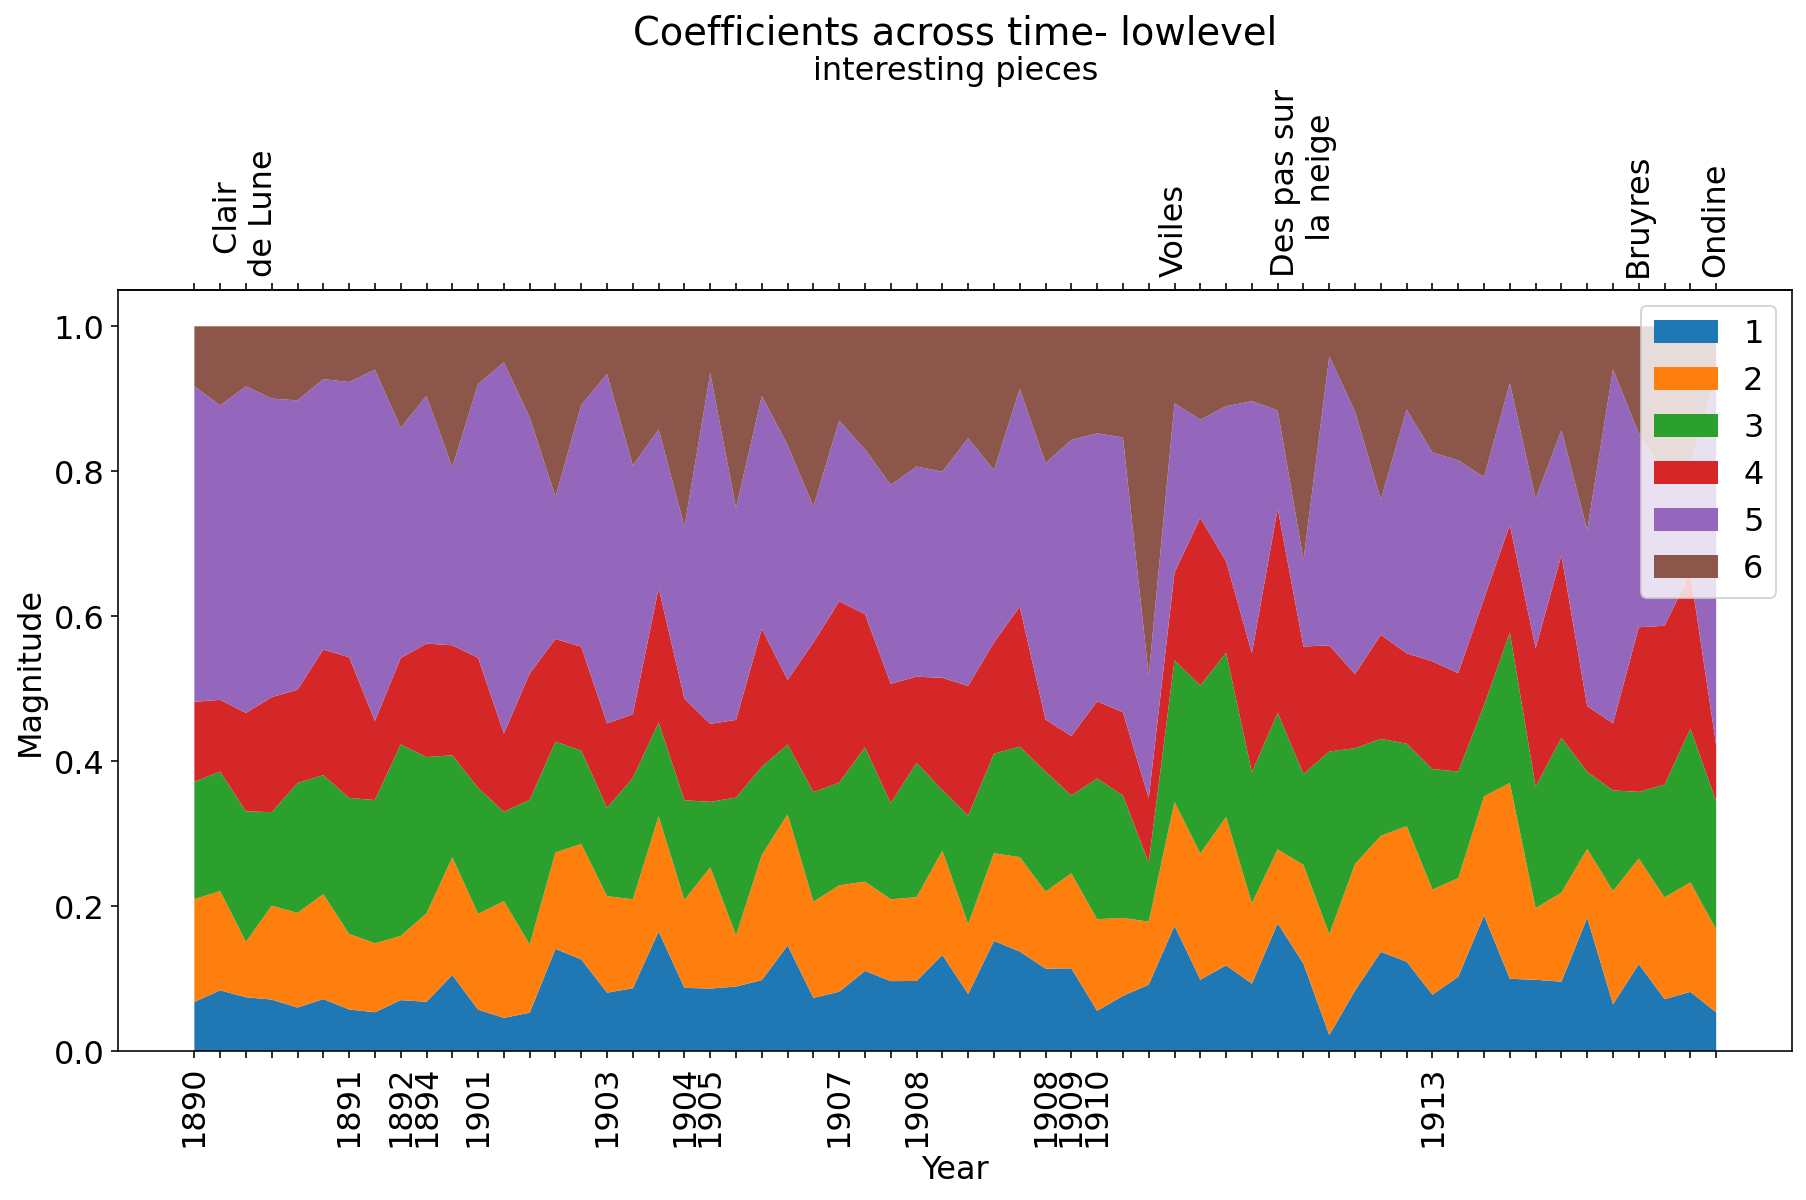 Coefficients across time- lowlevel
interesting pieces
Clair
de Lune
Voiles
Des pas sur
la neige
Bruyres
Ondine
1.0
0.8
0.6
0.4
0.2
0.0
Magnitude
1
2
3
4
5
6
1890
1891
1892
1894
1901
1903
1904
1905
1907
1908
1908
1909
1910
1913
Year